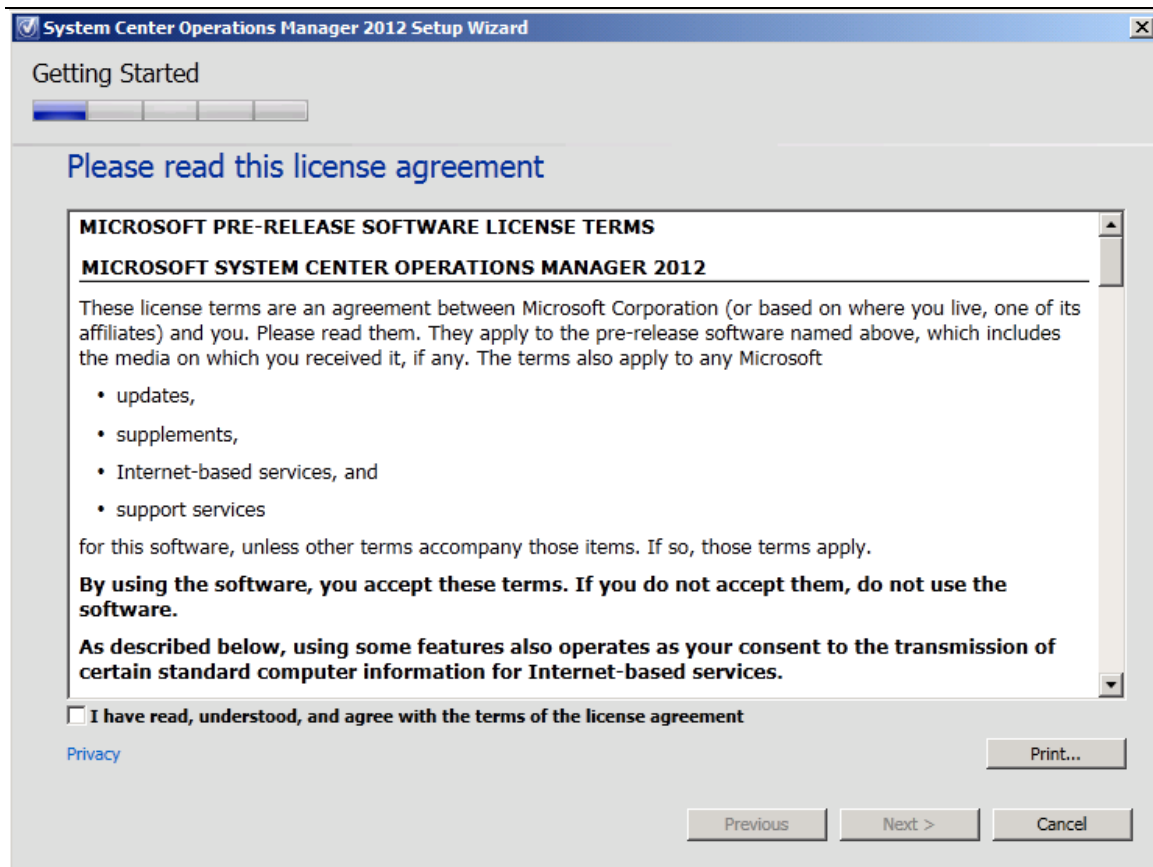 System Center Operations Manager 2012 Setup Wizard
Getting Started
Please read this license agreement
MICROSOFT PRE-RELEASE SOFTWARE LICENSE TERMS
MICROSOFT SYSTEM CENTER OPERATIONS MANAGER 2012
These license terms are an agreement between Microsoft Corporation (or based on where you live, one of its
affiliates) and you. Please read them. They apply to the pre-release software named above, which includes
the media on which you received it, if any. The terms also apply to any Microsoft
• updates,
• supplements,
• Internet-based services, and
• support services
for this software, unless other terms accompany those items. If so, those terms apply.
By using the software, you accept these terms. If you do not accept them, do not use the
software.
As described below, using some features also operates as your consent to the transmission of
certain standard computer information for Internet-based services.
I have read, understood, and agree with the terms of the license agreement
Privacy
Print...
Previous
Next >
Cancel